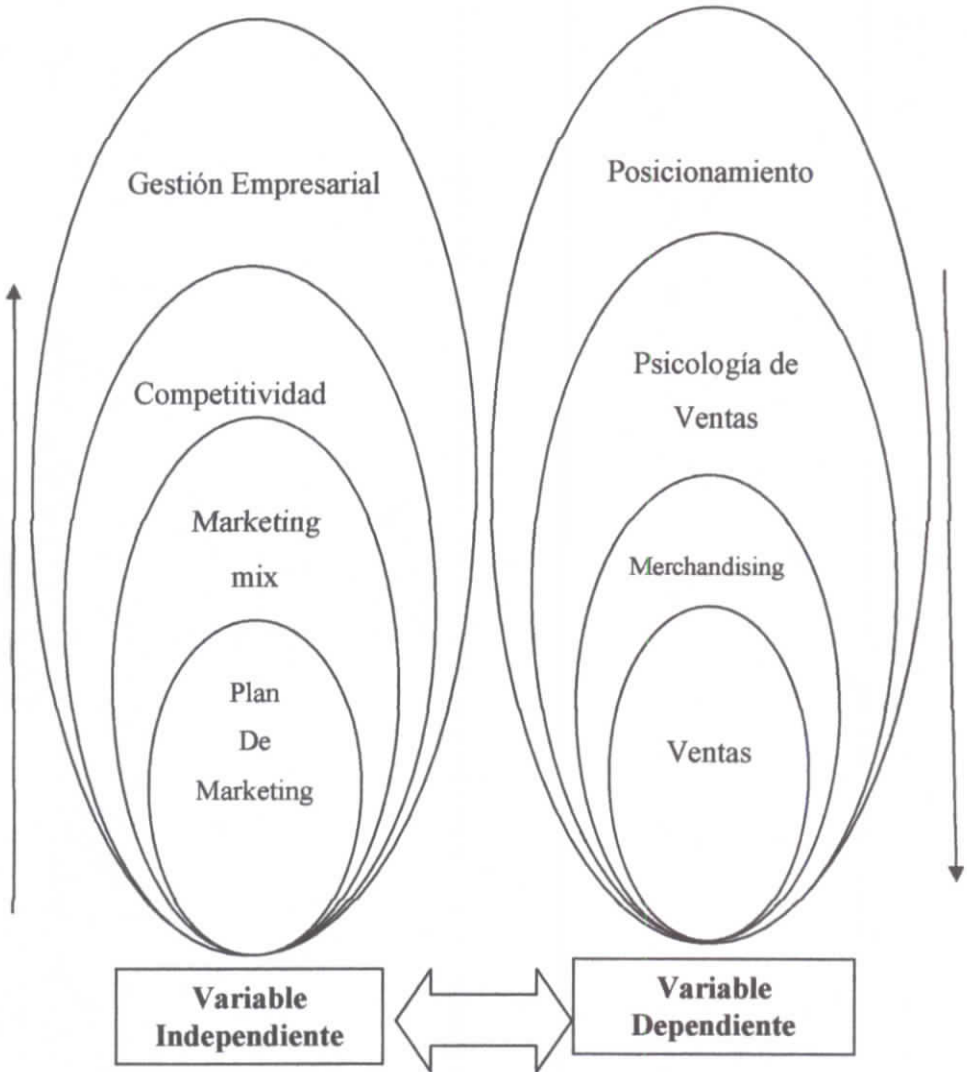 Gestión Empresarial
Competitividad
Marketing
mix
Plan
De
Marketing
Posicionamiento
Psicología de
Ventas
Merchandising
Ventas
Variable
Independiente
Variable
Dependiente